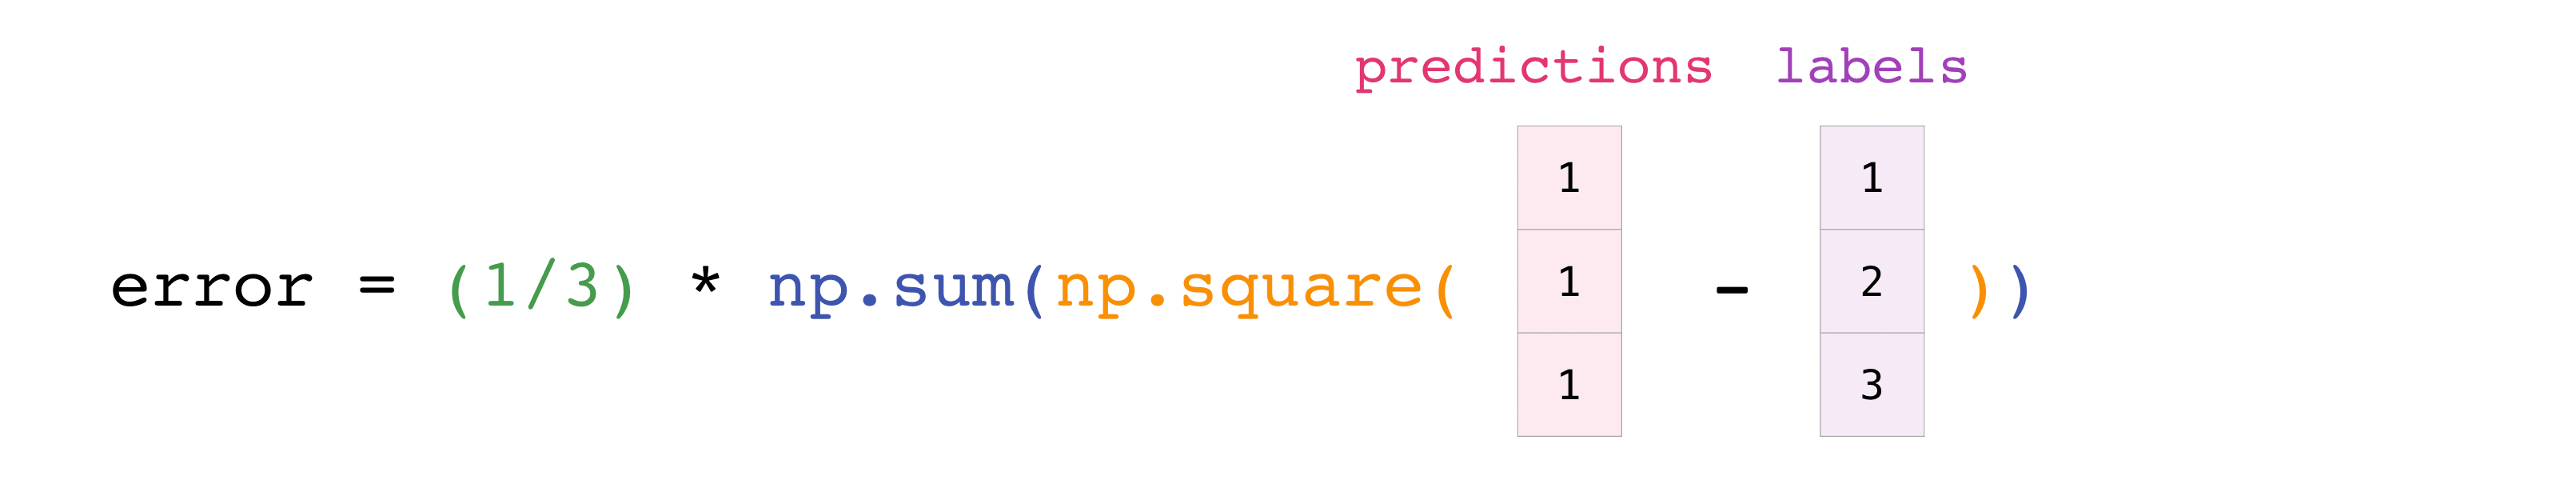 predictions labels
1 1
error = (1/3) * np.sum(np.square( 1 - 2 ))
1 3